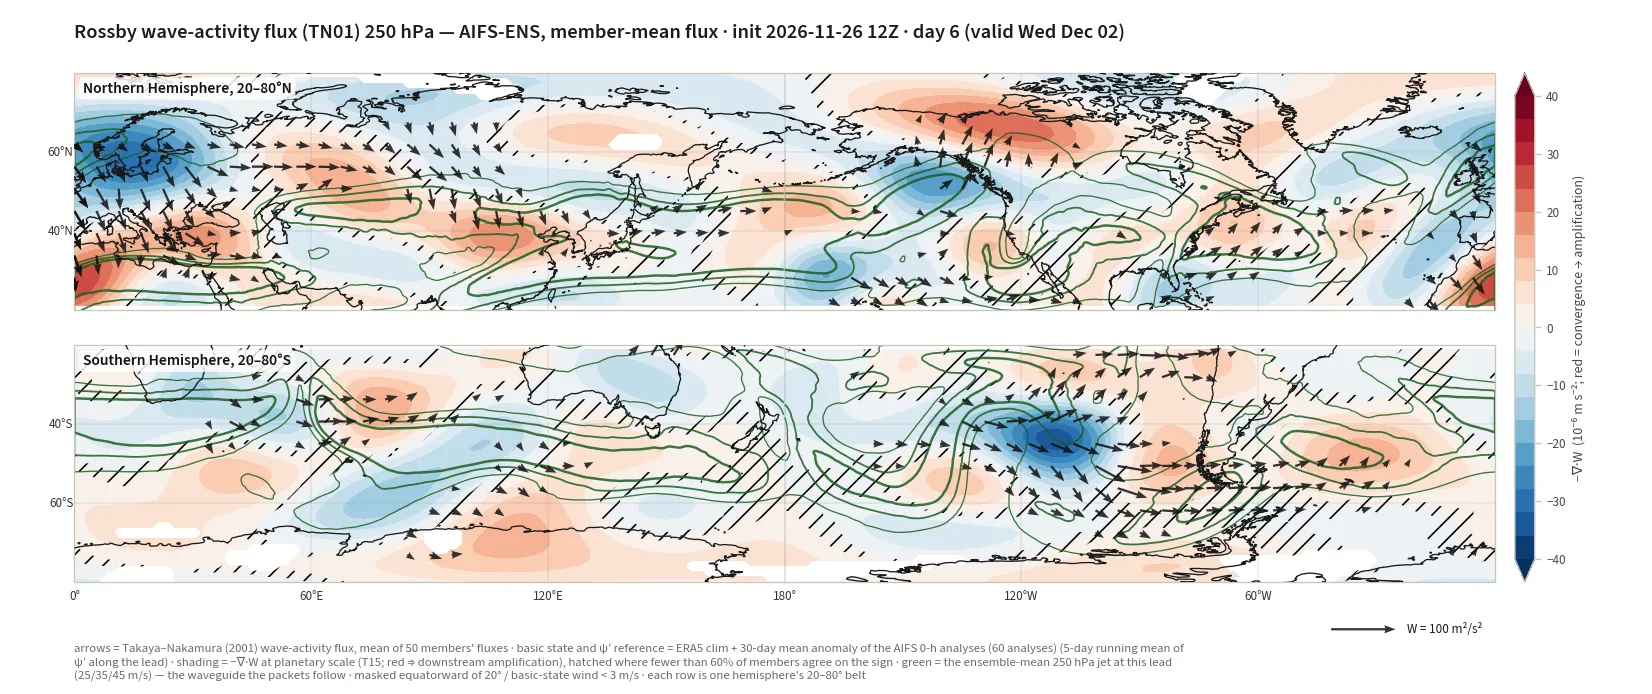 Rossby wave-activity flux (TN01) 250 hPa — AIFS-ENS, member-mean flux · init 2026-11-26 12Z · day 6 (valid Wed Dec 02)
Northern Hemisphere, 20–80°N
60°N
40°N
Southern Hemisphere, 20–80°S
40°S
60°S
0°
60°E
120°E
180°
120°W
60°W
40
30
20
10
0
−10
−20
−30
−40
−∇·W (10⁻⁶ m s⁻²; red = convergence → amplification)
W = 100 m²/s²
arrows = Takaya–Nakamura (2001) wave-activity flux, mean of 50 members' fluxes · basic state and ψ' reference = ERA5 clim + 30-day mean anomaly of the AIFS 0-h analyses (60 analyses) (5-day running mean of
ψ' along the lead) · shading = −∇·W at planetary scale (T15; red ⇒ downstream amplification), hatched where fewer than 60% of members agree on the sign · green = the ensemble-mean 250 hPa jet at this lead
(25/35/45 m/s) — the waveguide the packets follow · masked equatorward of 20° / basic-state wind < 3 m/s · each row is one hemisphere's 20–80° belt